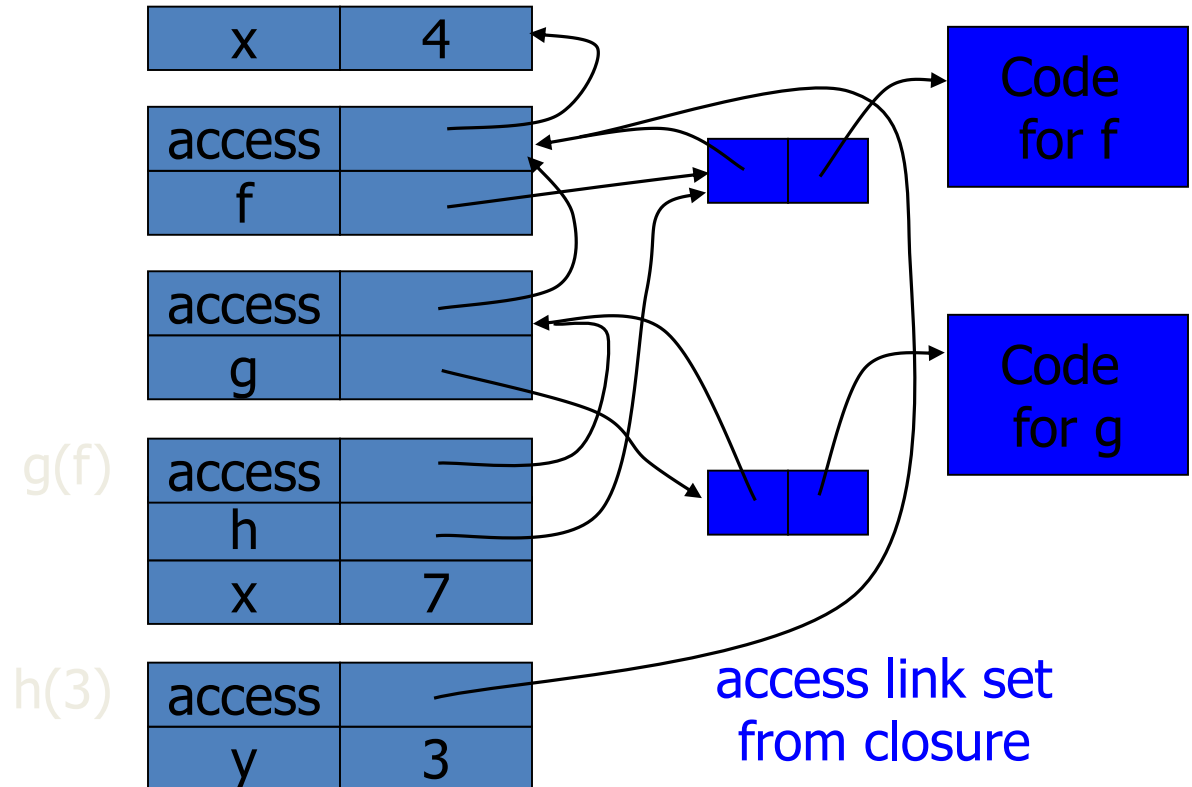 x 4
access
f
access
g
g(f)
access
h
x 7
h(3)
access
y 3
Code
for f
Code
for g
access link set
from closure